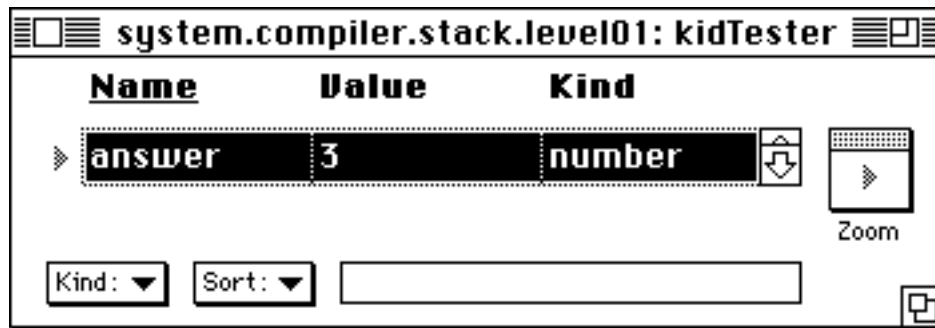 system.compiler.stack.level01: kidTester
Name Value Kind
answer 3 number
Zoom
Kind: Sort: